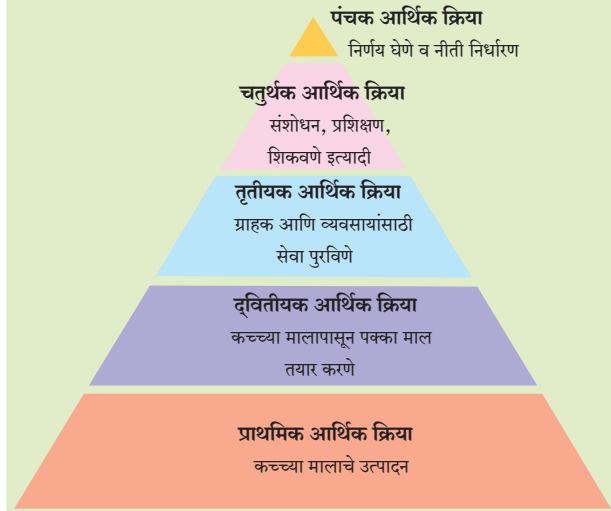 पंचक आर्थिक क्रिया
निर्णय घेणे व नीती निर्धारण
चतुर्थक आर्थिक क्रिया
संशोधन, प्रशिक्षण,
शिकवणे इत्यादी
तृतीयक आर्थिक क्रिया
ग्राहक आणि व्यवसायांसाठी
सेवा पुरविणे
द्वितीयक आर्थिक क्रिया
कच्च्या मालापासून पक्का माल
तयार करणे
प्राथमिक आर्थिक क्रिया
कच्च्या मालाचे उत्पादन